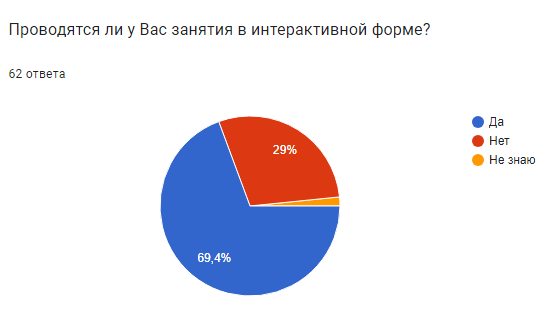 Проводятся ли у Вас занятия в интерактивной форме?
62 ответа
Да
Нет
Не знаю
29%
69,4%